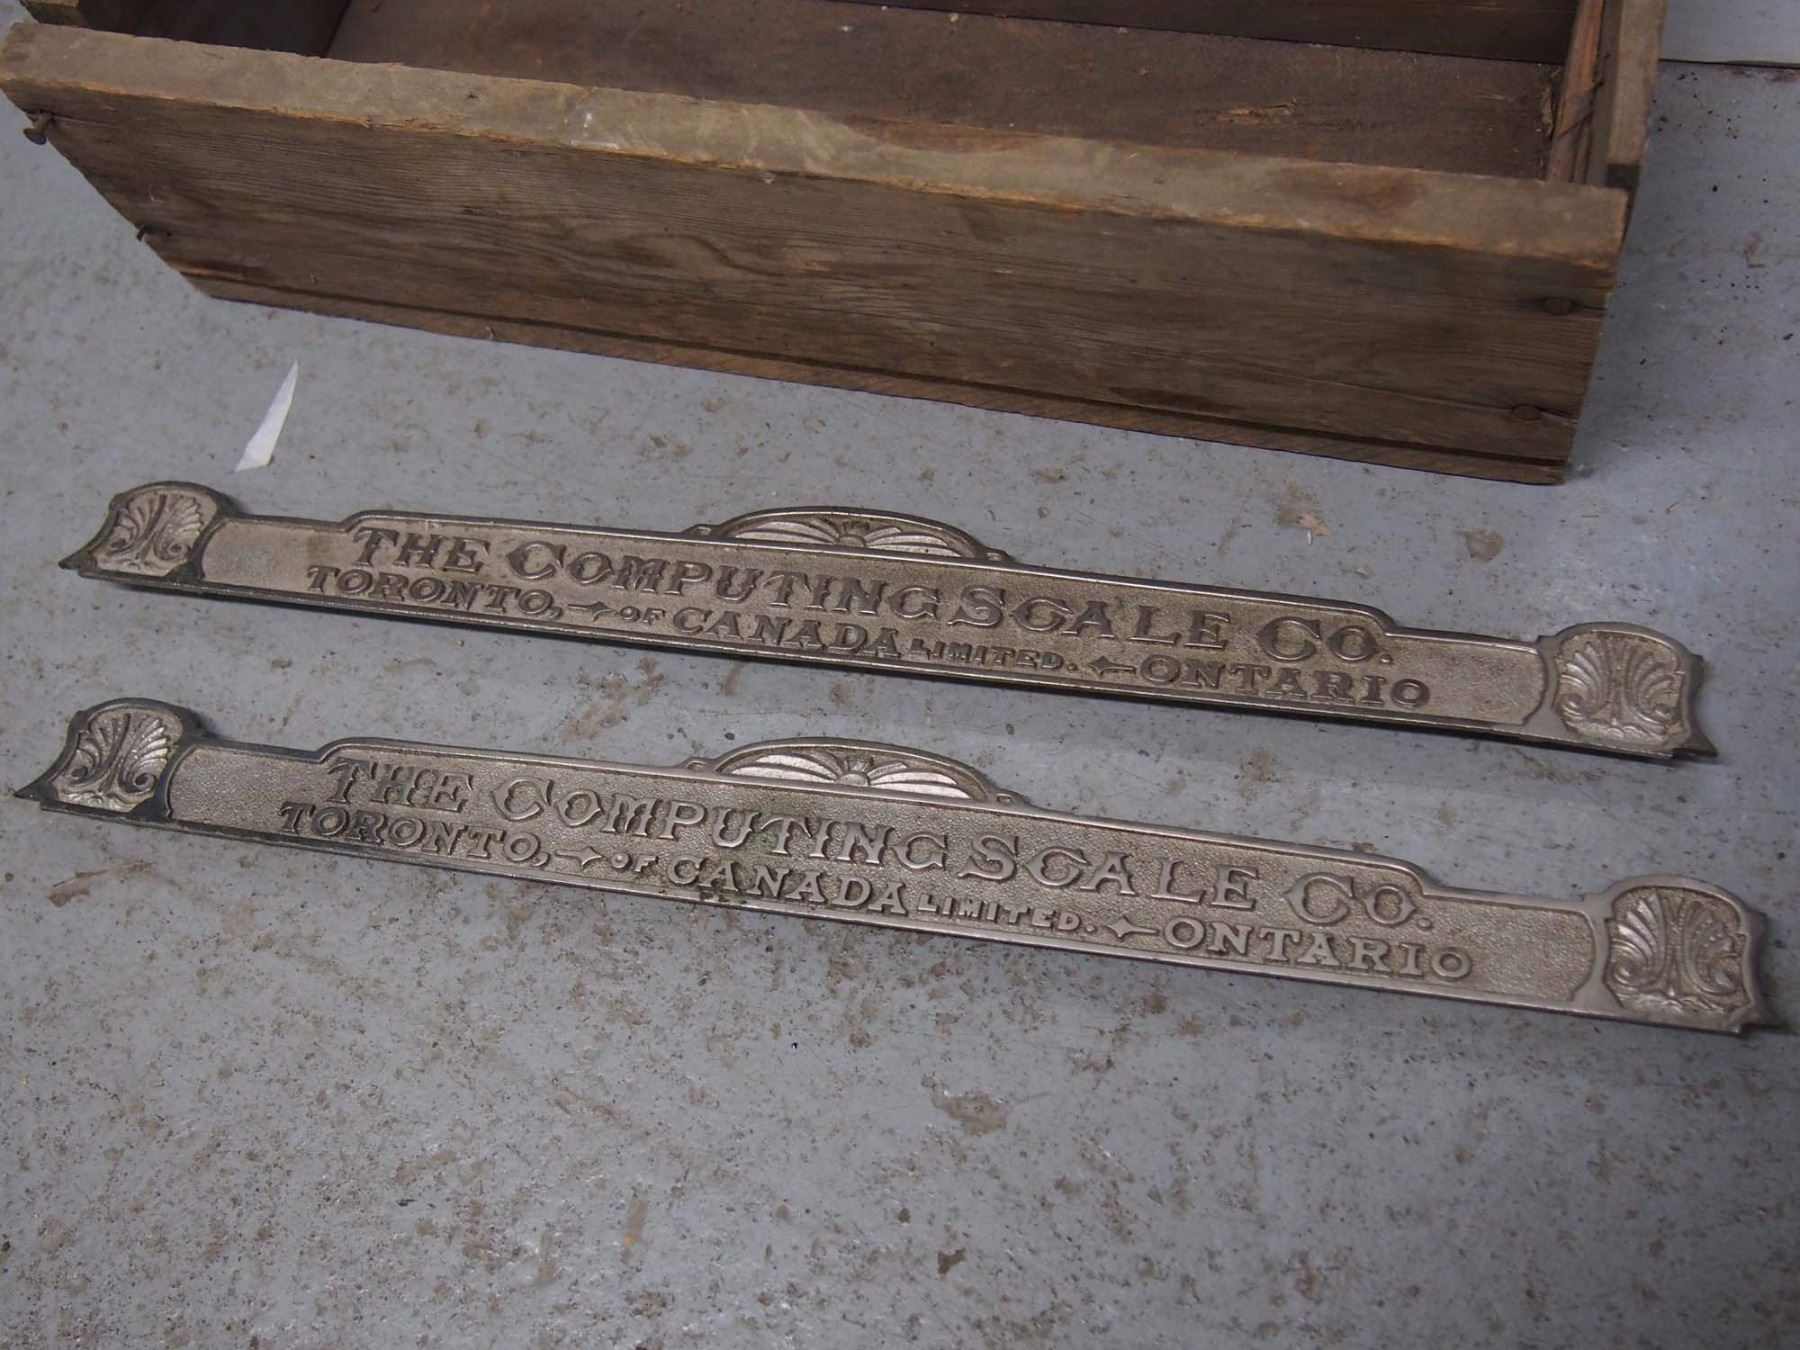 THE COMPUTING SCALE CO.
TORONTO, OF CANADA LIMITED. ONTARIO
THE COMPUTING SCALE CO.
TORONTO, OF CANADA LIMITED. ONTARIO